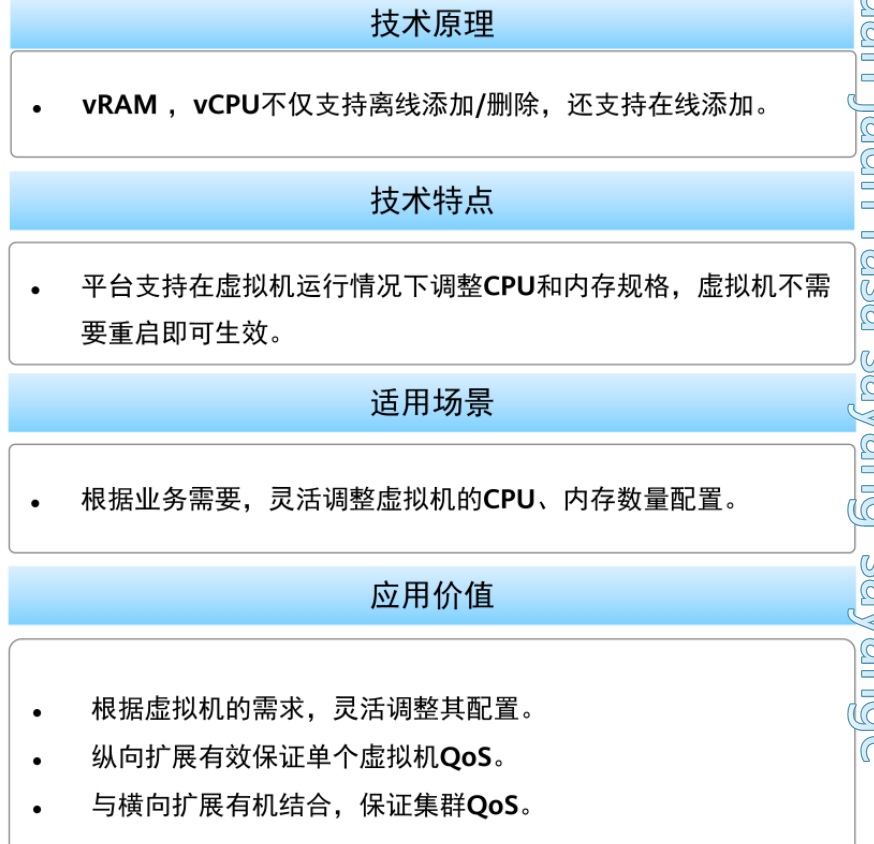 技术原理
• vRAM ，vCPU不仅支持离线添加/删除，还支持在线添加。
技术特点
• 平台支持在虚拟机运行情况下调整CPU和内存规格，虚拟机不需
要重启即可生效。
适用场景
• 根据业务需要，灵活调整虚拟机的CPU、内存数量配置。
应用价值
• 根据虚拟机的需求，灵活调整其配置。
• 纵向扩展有效保证单个虚拟机QoS。
• 与横向扩展有机结合，保证集群QoS。
rasa sayang sayange